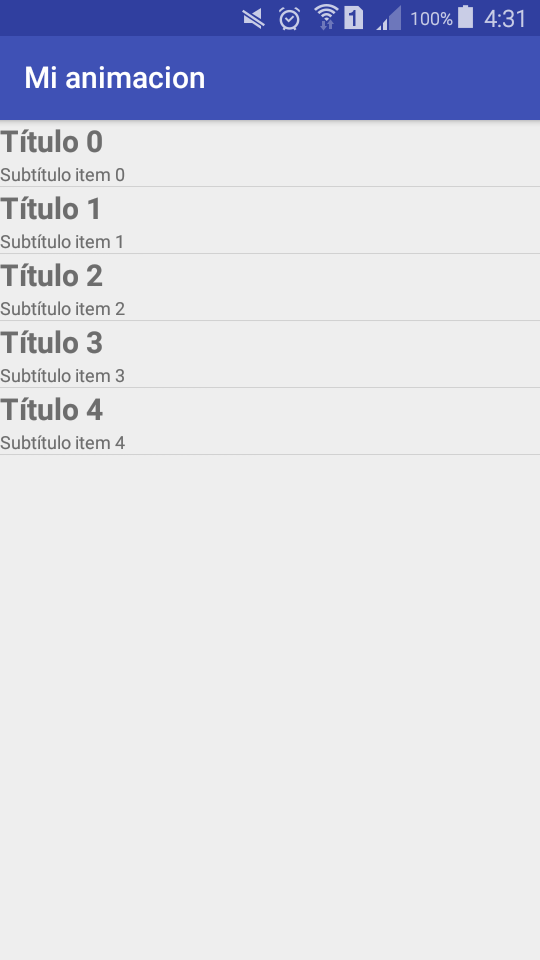 1 100% 4:31
Mi animacion
Título 0
Subtítulo item 0
Título 1
Subtítulo item 1
Título 2
Subtítulo item 2
Título 3
Subtítulo item 3
Título 4
Subtítulo item 4